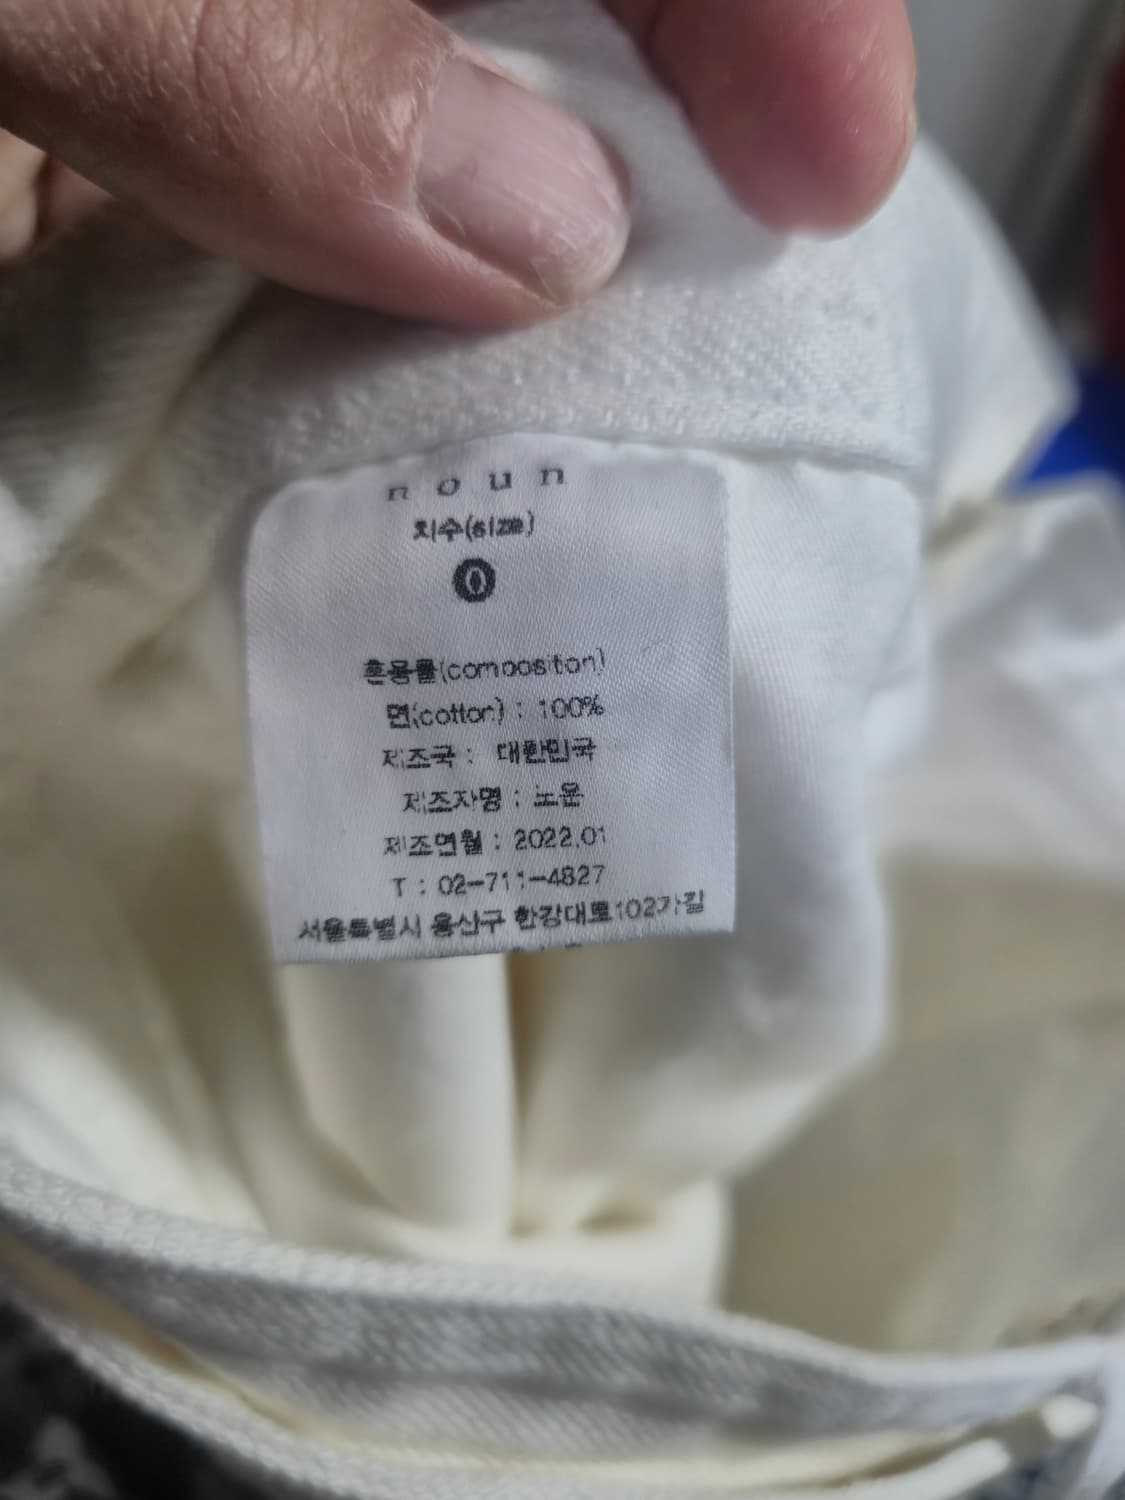 noun
치수(size)
0
혼용률(composition)
면(cotton) : 100%
제조국 : 대한민국
제조자명 : 노운
제조연월 : 2022.01
T : 02-711-4827
서울특별시 용산구 한강대로102가길